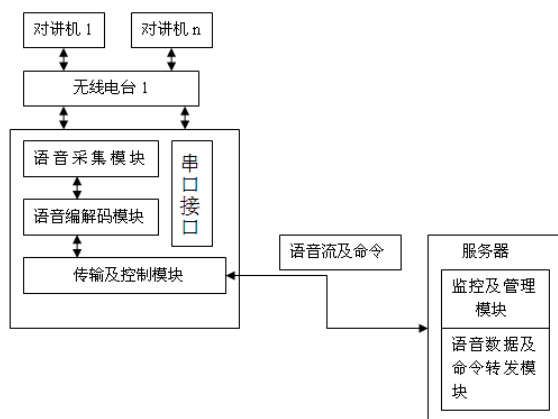 对讲机 1
对讲机 n
无线电台 1
语音采集模块
串
口
接
口
语音编解码模块
传输及控制模块
语音流及命令
服务器
监控及管理
模块
语音数据及
命令转发模
块